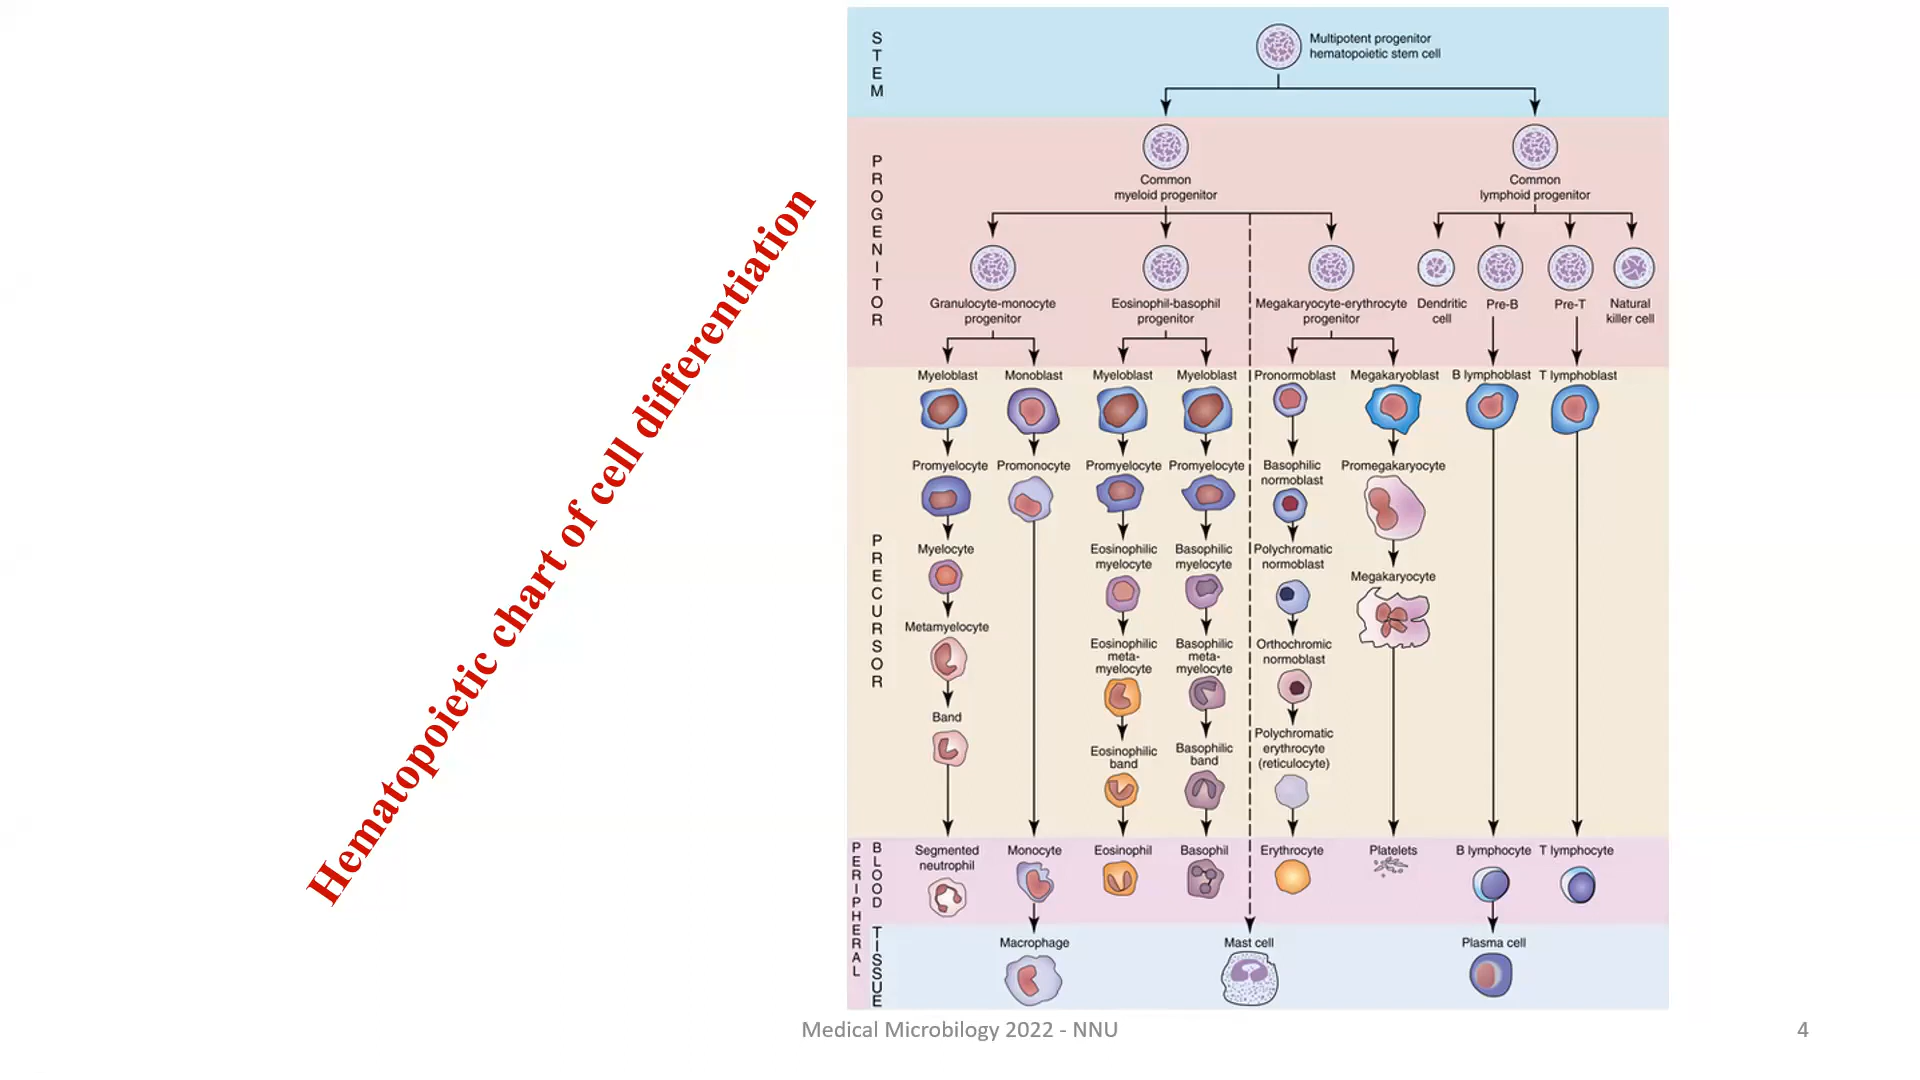 Hematopoietic chart of cell differentiation
STEM
Multipotent progenitor
hematopoietic stem cell
PROGENITOR
Common
myeloid progenitor
Common
lymphoid progenitor
Granulocyte-monocyte
progenitor
Eosinophil-basophil
progenitor
Megakaryocyte-erythrocyte
progenitor
Dendritic
cell
Pre-B
Pre-T
Natural
killer cell
PRECURSOR
Myeloblast
Monoblast
Myeloblast
Myeloblast
Pronormoblast
Megakaryoblast
B lymphoblast
T lymphoblast
Promyelocyte
Promonocyte
Promyelocyte
Promyelocyte
Basophilic
normoblast
Promegakaryocyte
Myelocyte
Eosinophilic
myelocyte
Basophilic
myelocyte
Polychromatic
normoblast
Megakaryocyte
Metamyelocyte
Eosinophilic
meta-
myelocyte
Basophilic
meta-
myelocyte
Orthochromic
normoblast
Band
Eosinophilic
band
Basophilic
band
Polychromatic
erythrocyte
(reticulocyte)
PERIPHERAL
BLOOD
Segmented
neutrophil
Monocyte
Eosinophil
Basophil
Erythrocyte
Platelets
B lymphocyte
T lymphocyte
TISSUE
Macrophage
Mast cell
Plasma cell
Medical Microbilogy 2022 - NNU
4